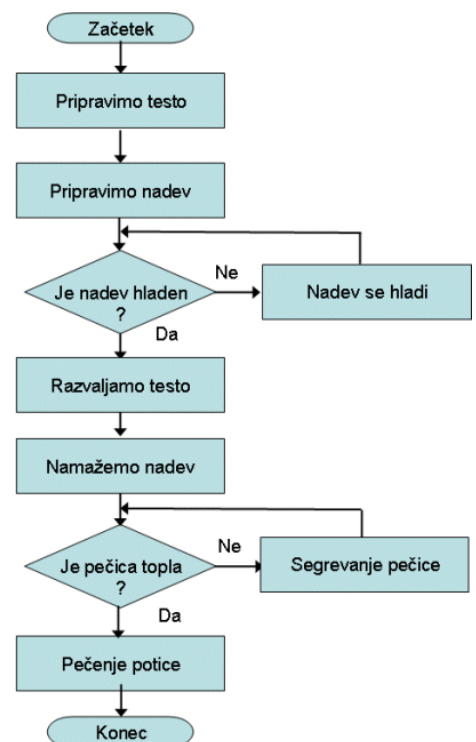 Začetek
Pripravimo testo
Pripravimo nadev
Je nadev hladen
?
Ne
Nadev se hladi
Da
Razvaljamo testo
Namažemo nadev
Je pečica topla
?
Ne
Segrevanje pečice
Da
Pečenje potice
Konec